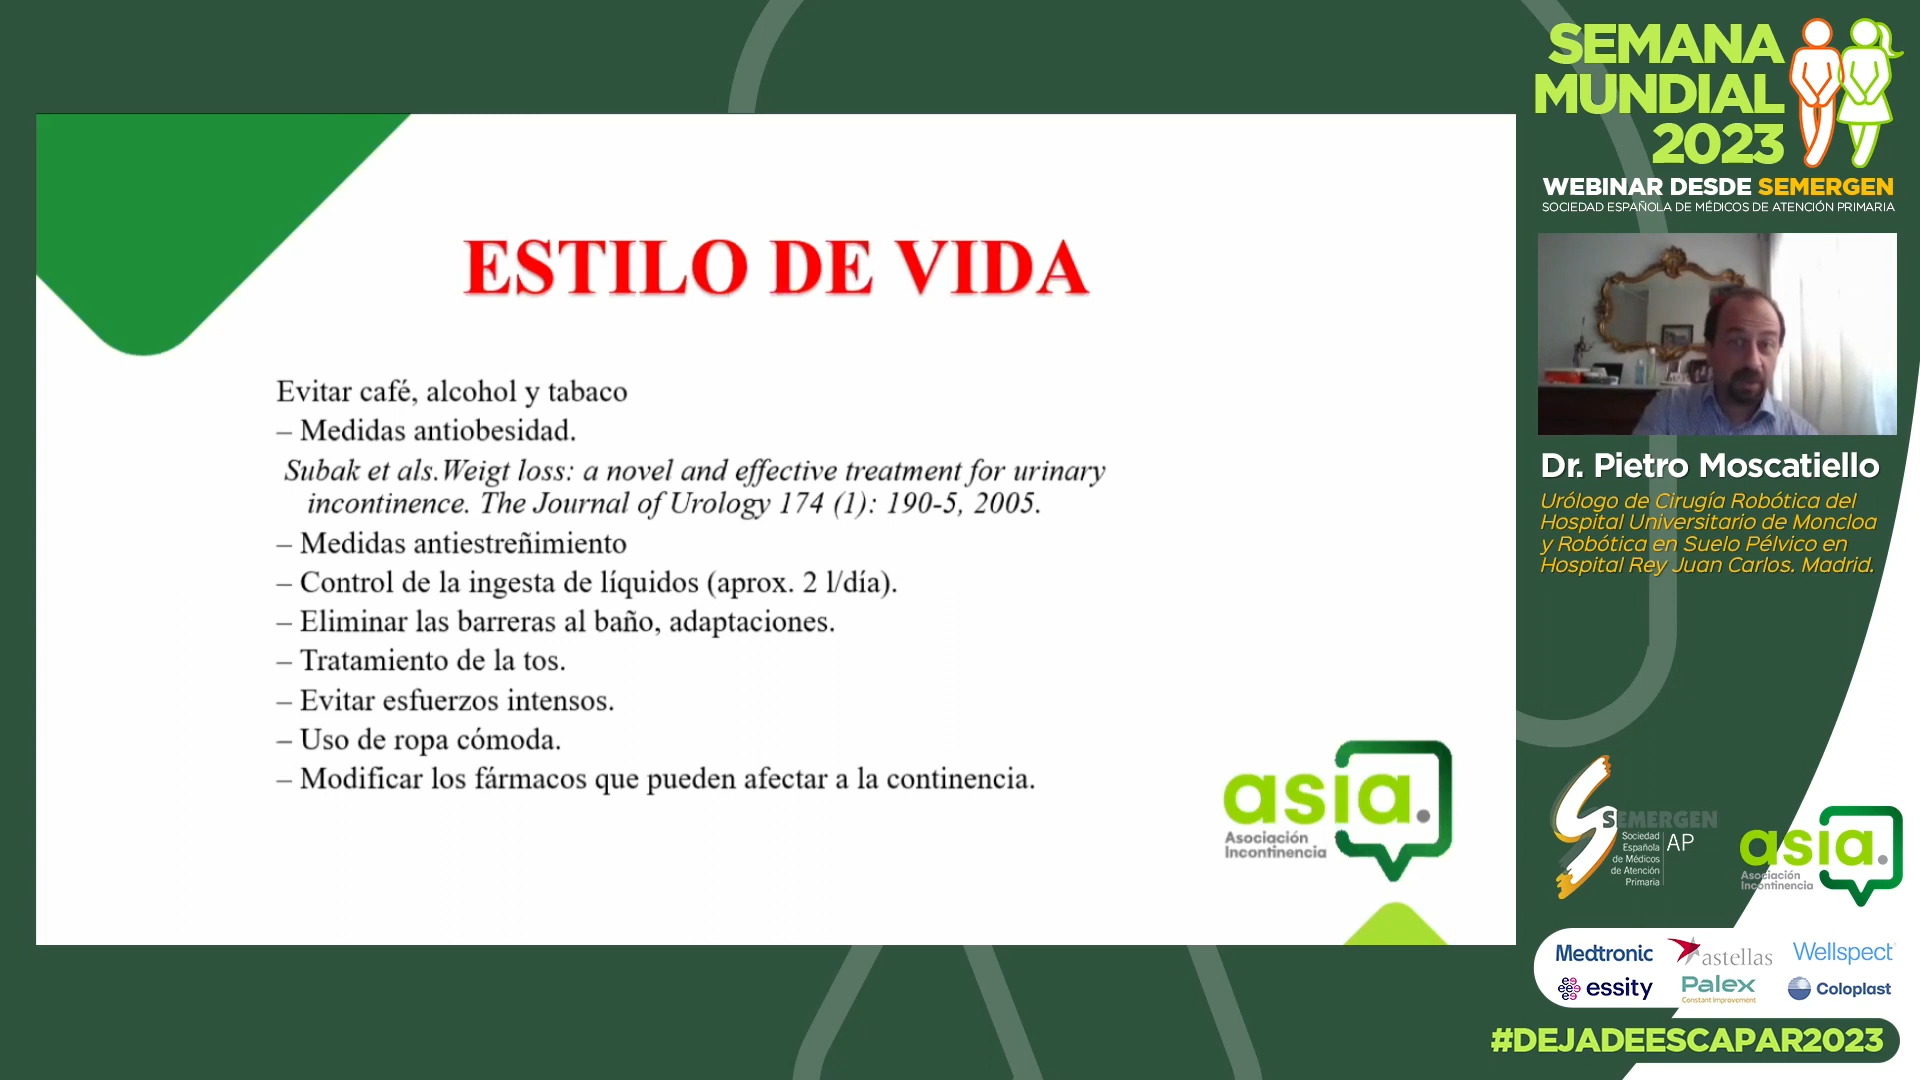 ESTILO DE VIDA
Evitar café, alcohol y tabaco
– Medidas antiobesidad.
Subak et als.Weigt loss: a novel and effective treatment for urinary
incontinence. The Journal of Urology 174 (1): 190-5, 2005.
– Medidas antiestreñimiento
– Control de la ingesta de líquidos (aprox. 2 l/día).
– Eliminar las barreras al baño, adaptaciones.
– Tratamiento de la tos.
– Evitar esfuerzos intensos.
– Uso de ropa cómoda.
– Modificar los fármacos que pueden afectar a la continencia.
asia.
Asociación
Incontinencia
SEMANA
MUNDIAL
2023
WEBINAR DESDE SEMERGEN
SOCIEDAD ESPAÑOLA DE MÉDICOS DE ATENCIÓN PRIMARIA
Dr. Pietro Moscatiello
Urólogo de Cirugía Robótica del
Hospital Universitario de Moncloa
y Robótica en Suelo Pélvico en
Hospital Rey Juan Carlos. Madrid.
SEMERGEN
Sociedad
Española
de Médicos
de Atención
Primaria
AP
asia.
Asociación
Incontinencia
Medtronic
astellas
Wellspect
essity
Palex
Constant Improvement
Coloplast
#DEJADEESCAPAR2023